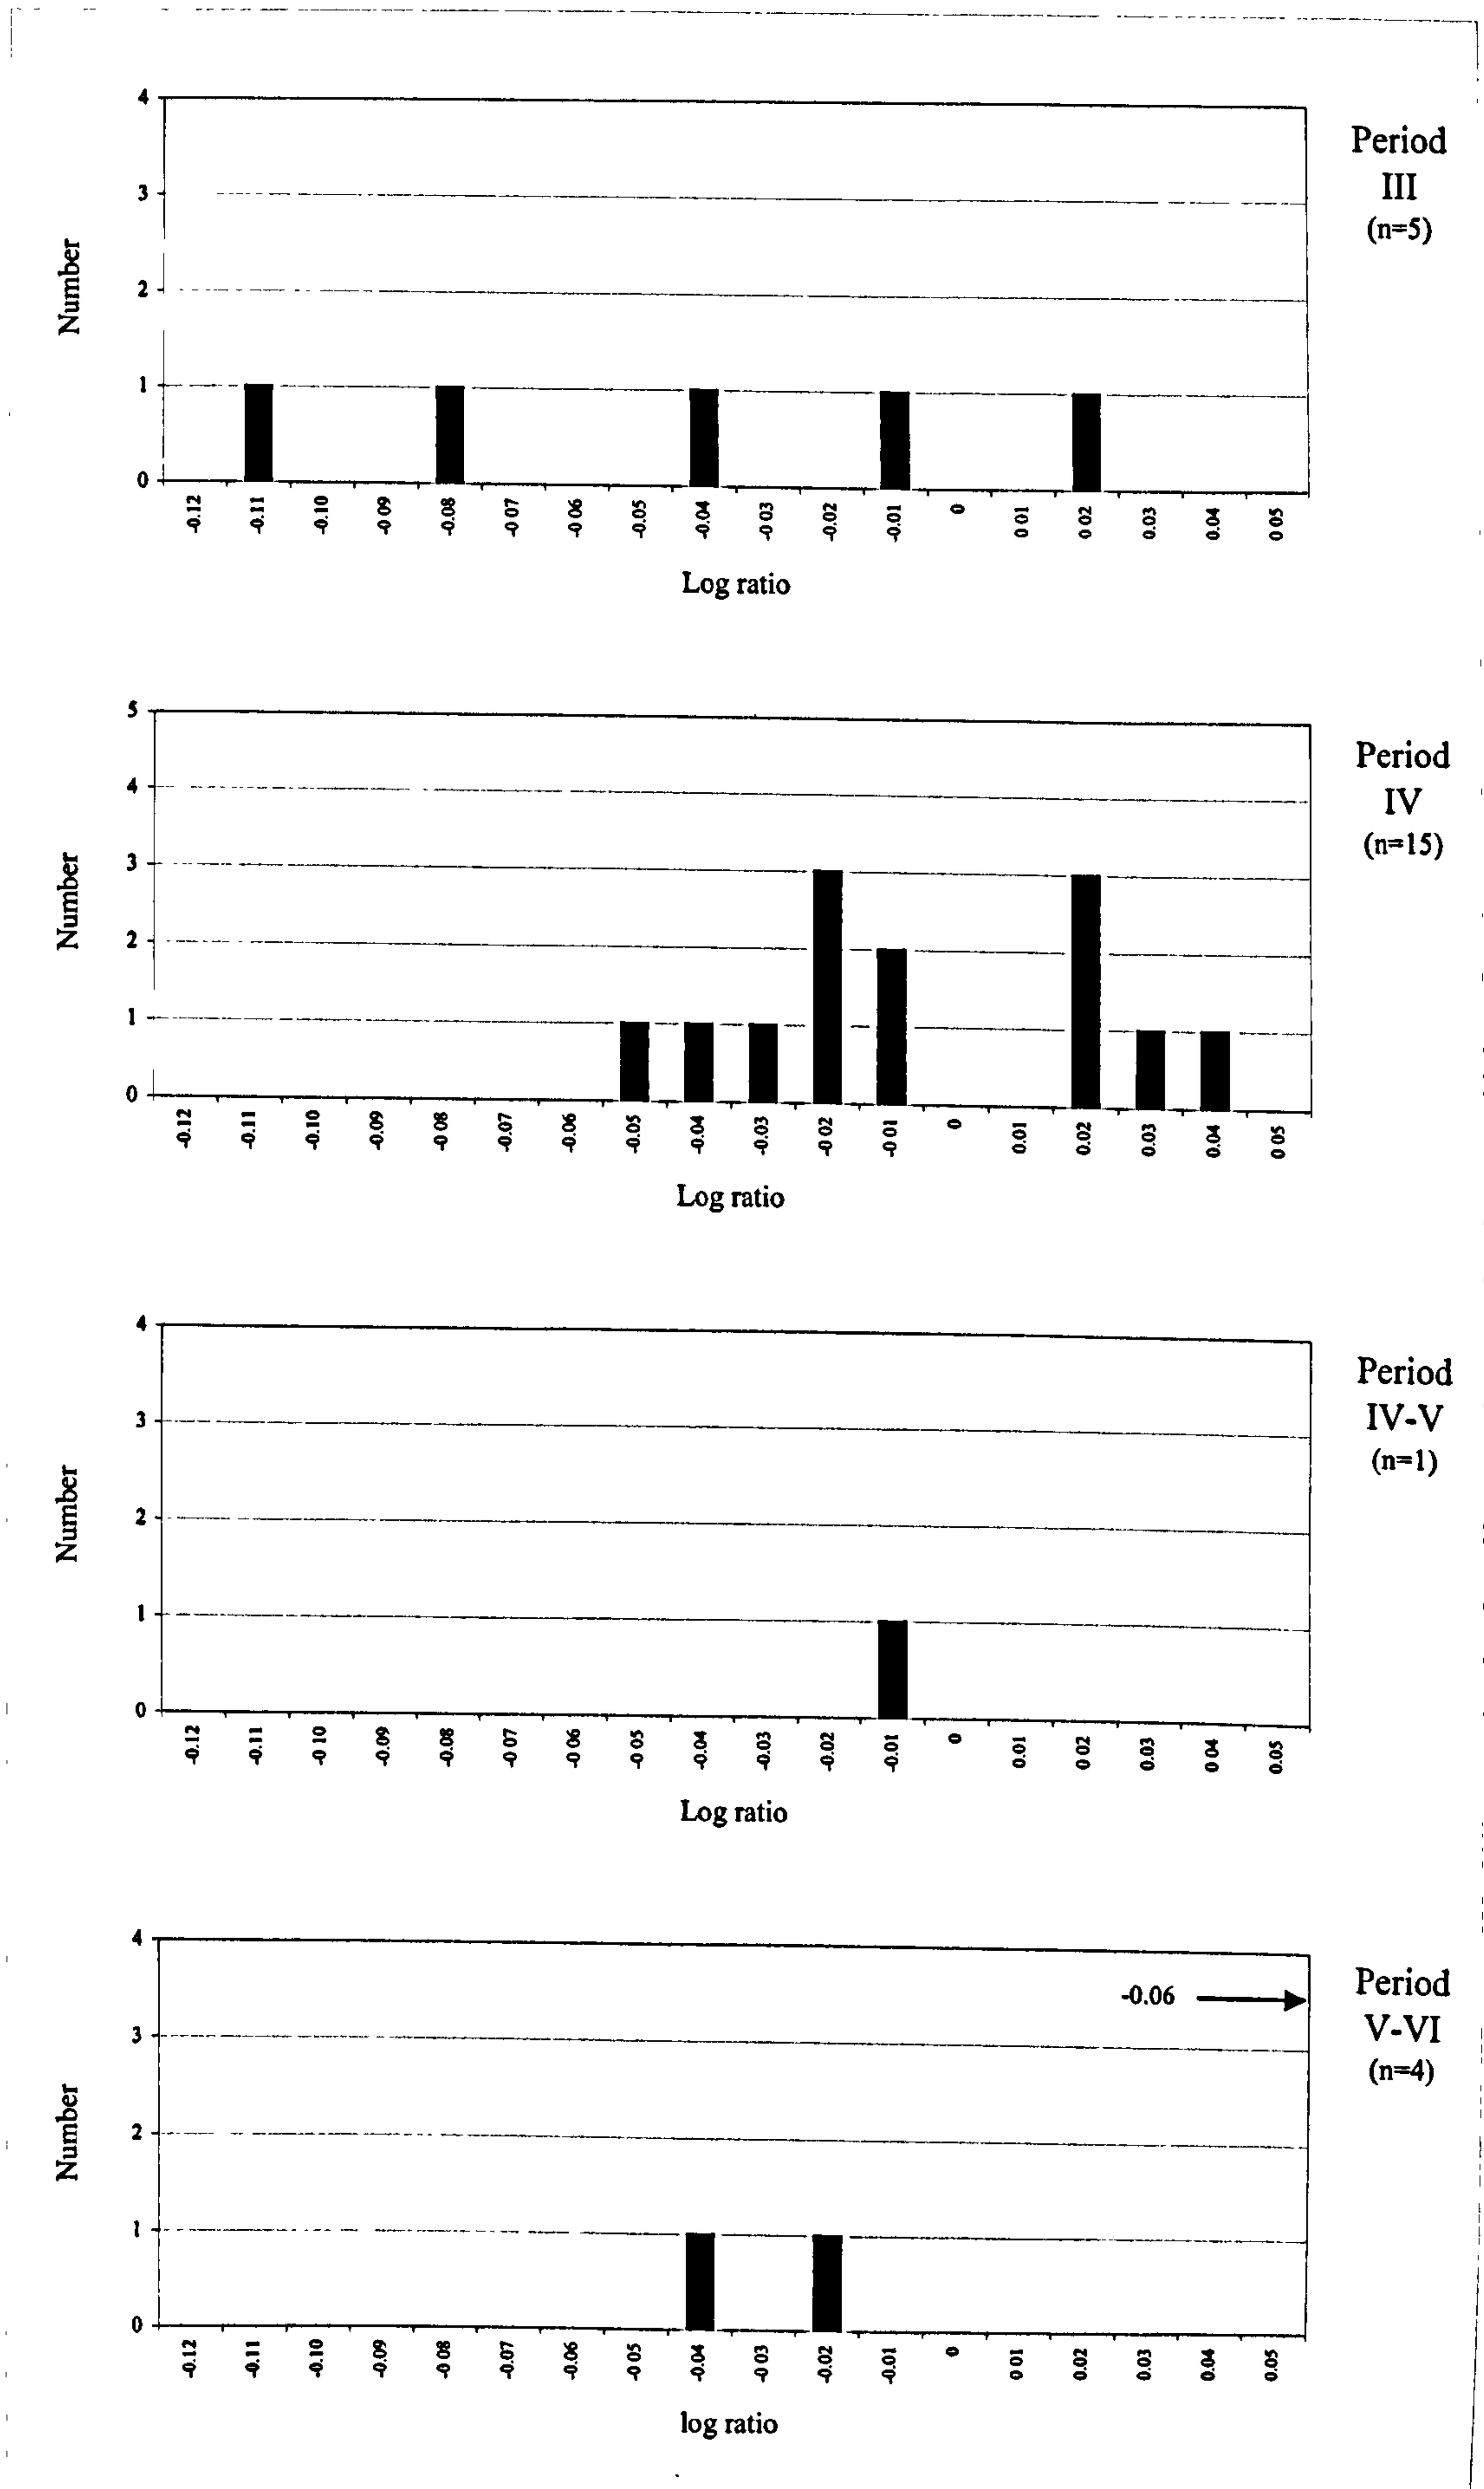 4
3
2
1
0
Number
-0.12 -0.11 -0.10 -0.09 -0.08 -0.07 -0.06 -0.05 -0.04 -0 03 -0.02 -0.01 0 0 01 0 02 0.03 0.04 0 05
Log ratio
Period
III
(n=5)
5
4
3
2
1
0
Number
-0.12 -0.11 -0.10 -0.09 -0.08 -0.07 -0.06 -0.05 -0.04 -0.03 -0 02 -0 01 0 0.01 0.02 0.03 0.04 0 05
Log ratio
Period
IV
(n=15)
4
3
2
1
0
Number
-0.12 -0.11 -0 10 -0.09 -0.08 -0 07 -0.06 -0 05 -0.04 -0.03 -0.02 -0.01 0 0.01 0 02 0.03 0 04 0.05
Log ratio
Period
IV-V
(n=1)
4
3
2
1
0
Number
-0.06
-0.12 -0.11 -0.10 -0.09 -0.08 -0.07 -0.06 -0 05 -0.04 -0 03 -0.02 -0.01 0 0 01 0.02 0.03 0.04 0.05
log ratio
Period
V-VI
(n=4)